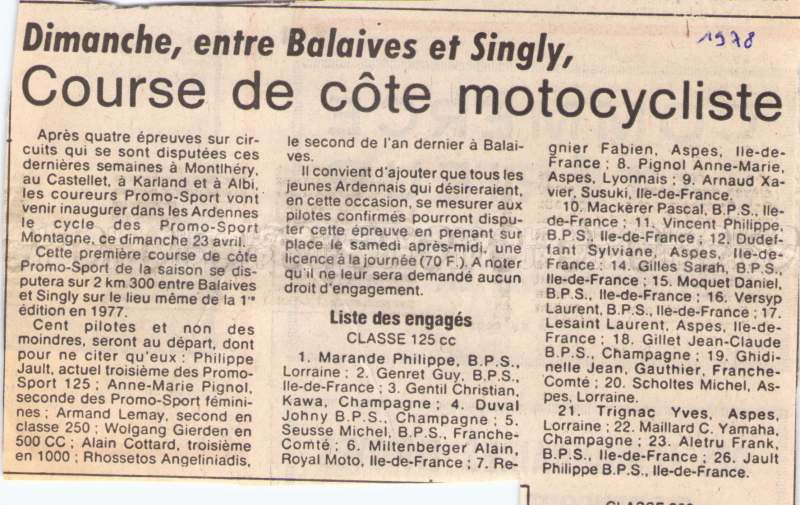 Dimanche, entre Balaives et Singly,
1978
Course de côte motocycliste
Après quatre épreuves sur cir-
cuits qui se sont disputées ces
dernières semaines à Montlhéry,
au Castellet, à Karland et à Albi,
les coureurs Promo-Sport vont
venir inaugurer dans les Ardennes
le cycle des Promo-Sport
Montagne, ce dimanche 23 avril.
Cette première course de côte
Promo-Sport de la saison se dis-
putera sur 2 km 300 entre Balaives
et Singly sur le lieu même de la 1re
édition en 1977.
Cent pilotes et non des
moindres, seront au départ, dont
pour ne citer qu'eux : Philippe
Jault, actuel troisième des Promo-
Sport 125 ; Anne-Marie Pignol,
seconde des Promo-Sport fémini-
nes ; Armand Lemay, second en
classe 250 ; Wolgang Gierden en
500 CC ; Alain Cottard, troisième
en 1000 ; Rhossetos Angeliniadis,
le second de l'an dernier à Balai-
ves.
Il convient d'ajouter que tous les
jeunes Ardennais qui désireraient,
en cette occasion, se mesurer aux
pilotes confirmés pourront dispu-
ter cette épreuve en prenant sur
place le samedi après-midi, une
licence à la journée (70 F.). A noter
qu'il ne leur sera demandé aucun
droit d'engagement.
Liste des engagés
CLASSE 125 cc
1. Marande Philippe, B.P.S.,
Lorraine ; 2. Genret Guy, B.P.S.,
Ile-de-France ; 3. Gentil Christian,
Kawa, Champagne ; 4. Duval
Johny B.P.S., Champagne ; 5.
Seusse Michel, B.P.S., Franche-
Comté ; 6. Miltenberger Alain,
Royal Moto, Ile-de-France ; 7. Re-
gnier Fabien, Aspes, Ile-de-
France ; 8. Pignol Anne-Marie,
Aspes, Lyonnais ; 9. Arnaud Xa-
vier, Susuki, Ile-de-France.
10. Mackèrer Pascal, B.P.S., Ile-
de-France ; 11. Vincent Philippe,
B.P.S., Ile-de-France ; 12. Dudef-
fant Sylviane, Aspes, Ile-de-
France : 14. Gilles Sarah, B.P.S.,
Ile-de-France ; 15. Moquet Daniel,
B.P.S., Ile-de-France ; 16. Versyp
Laurent, B.P.S., Ile-de-France ; 17.
Lesaint Laurent, Aspes, Ile-de-
France ; 18. Gillet Jean-Claude
B.P.S., Champagne ; 19. Ghidi-
nelle Jean, Gauthier, Franche-
Comté ; 20. Scholtes Michel, As-
pes, Lorraine.
21. Trignac Yves, Aspes,
Lorraine ; 22. Maillard C. Yamaha,
Champagne ; 23. Aletru Frank,
B.P.S., Ile-de-France ; 26. Jault
Philippe B.P.S., Ile-de-France.